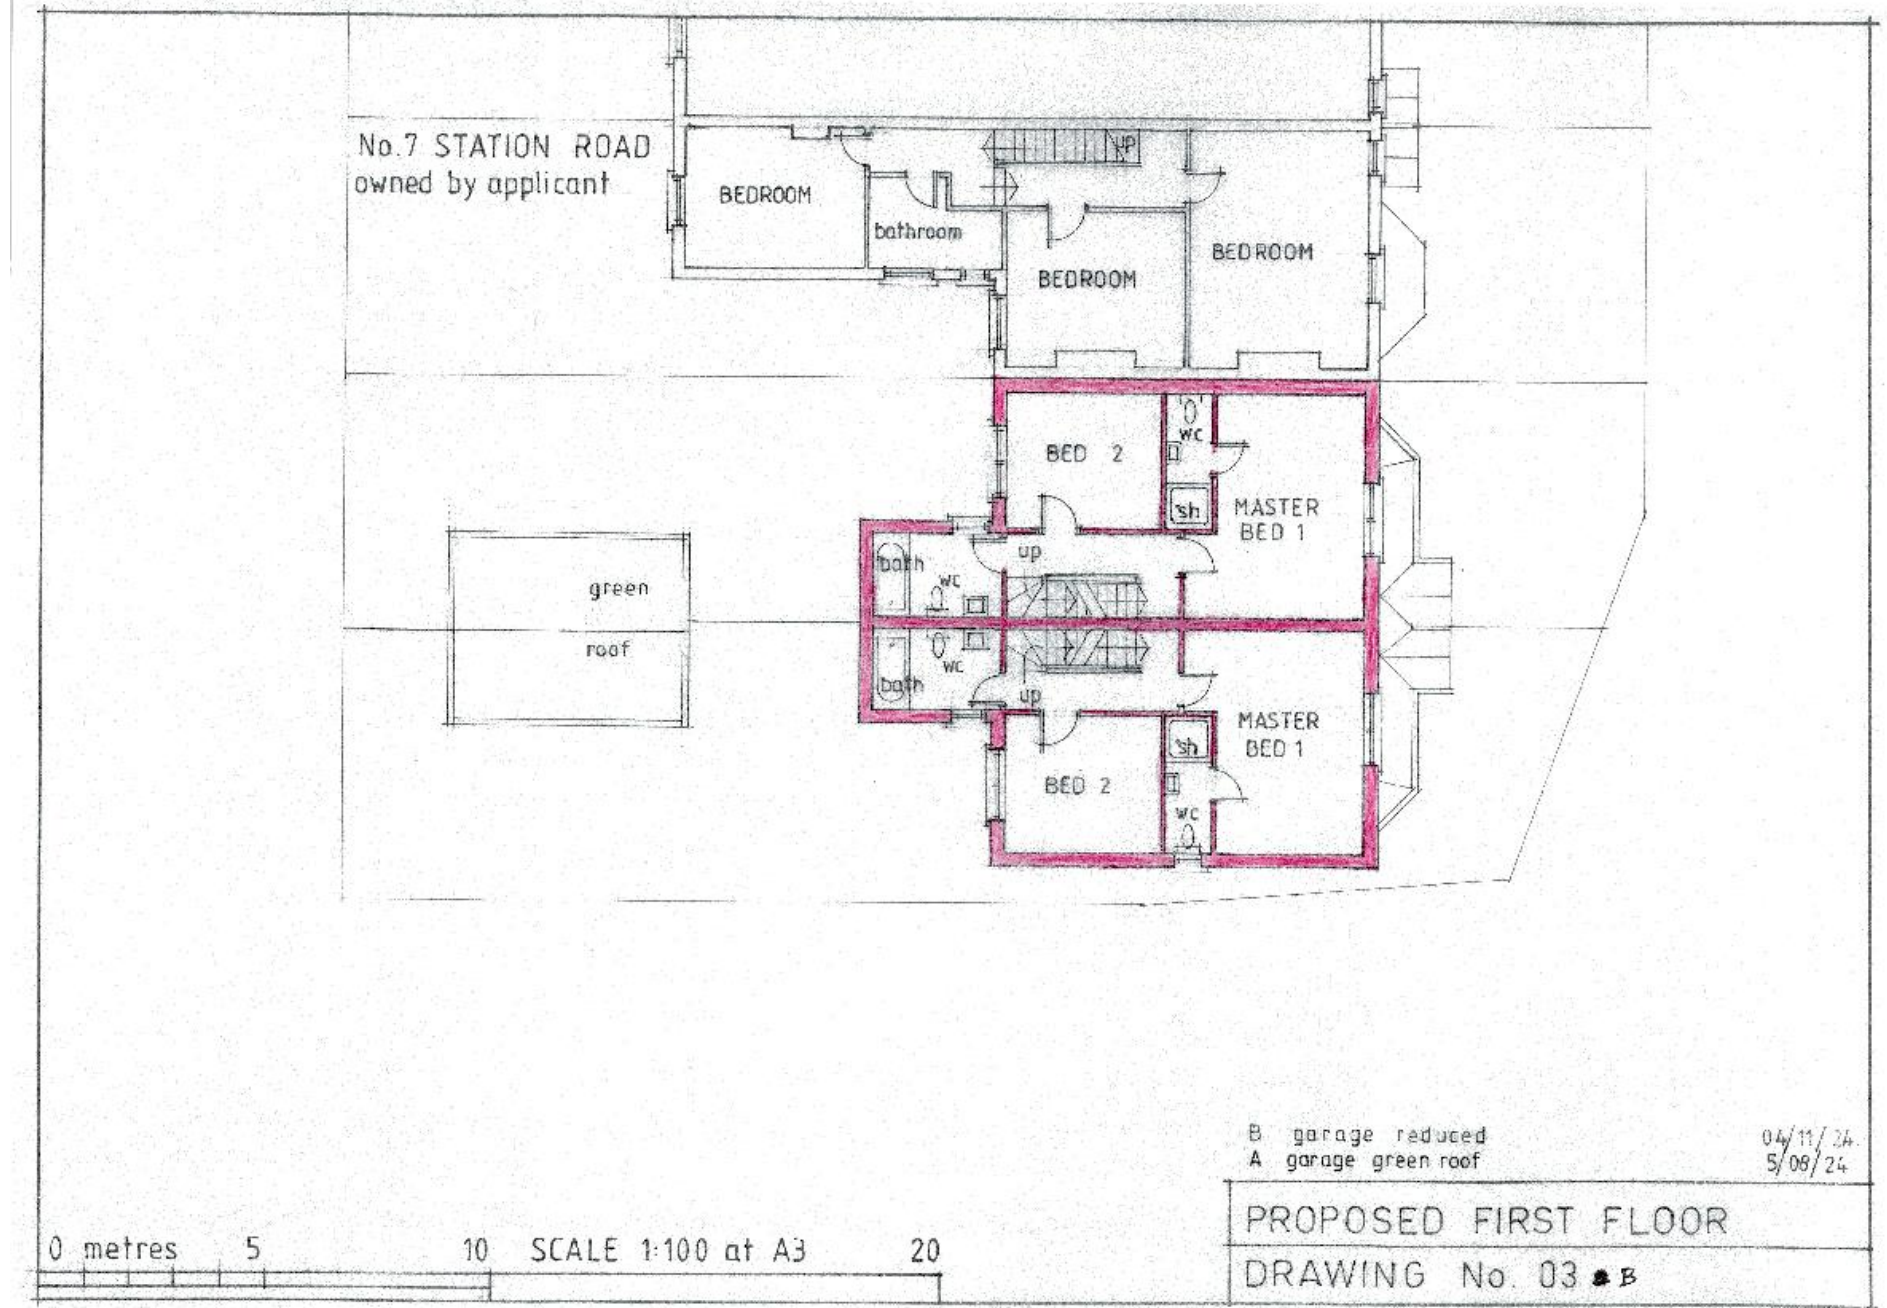 No.7 STATION ROAD
owned by applicant
UP
BEDROOM
bathroom
BEDROOM
BEDROOM
BED 2
WC
sh
MASTER
BED 1
up
bath
WC
green
roof
WC
bath
up
MASTER
BED 1
sh
BED 2
WC
B garage reduced 04/11/24
A garage green roof 5/08/24
PROPOSED FIRST FLOOR
DRAWING No. 03 B
0 metres 5 10 SCALE 1:100 at A3 20